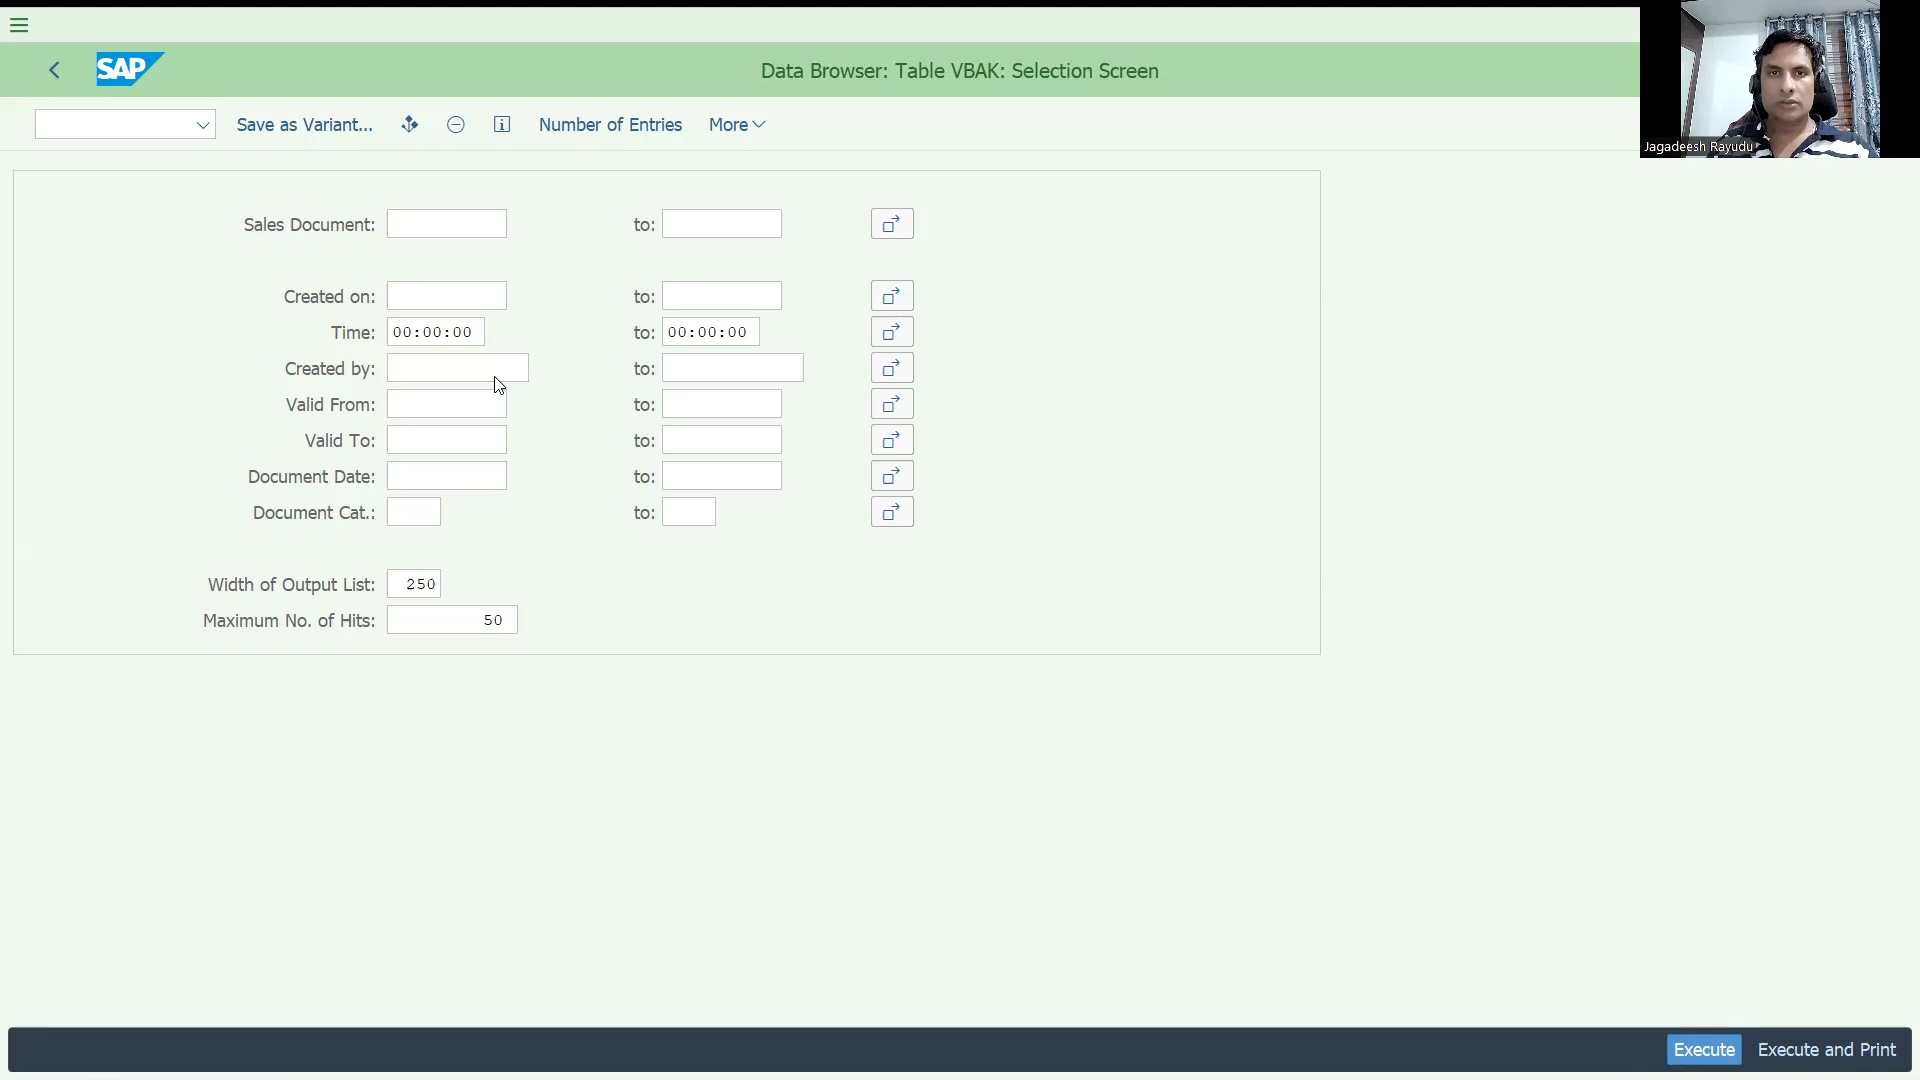 SAP
Data Browser: Table VBAK: Selection Screen
Save as Variant...
Number of Entries
More
Jagadeesh Rayudu
Sales Document: to:
Created on: to:
Time: 00:00:00 to: 00:00:00
Created by: to:
Valid From: to:
Valid To: to:
Document Date: to:
Document Cat.: to:
Width of Output List: 250
Maximum No. of Hits: 50
Execute Execute and Print